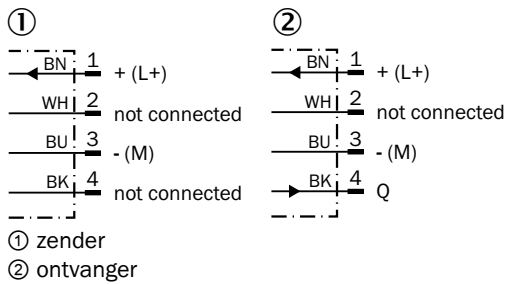 ① ②
BN 1 + (L+) BN 1 + (L+)
WH 2 not connected WH 2 not connected
BU 3 - (M) BU 3 - (M)
BK 4 not connected BK 4 Q
① zender
② ontvanger